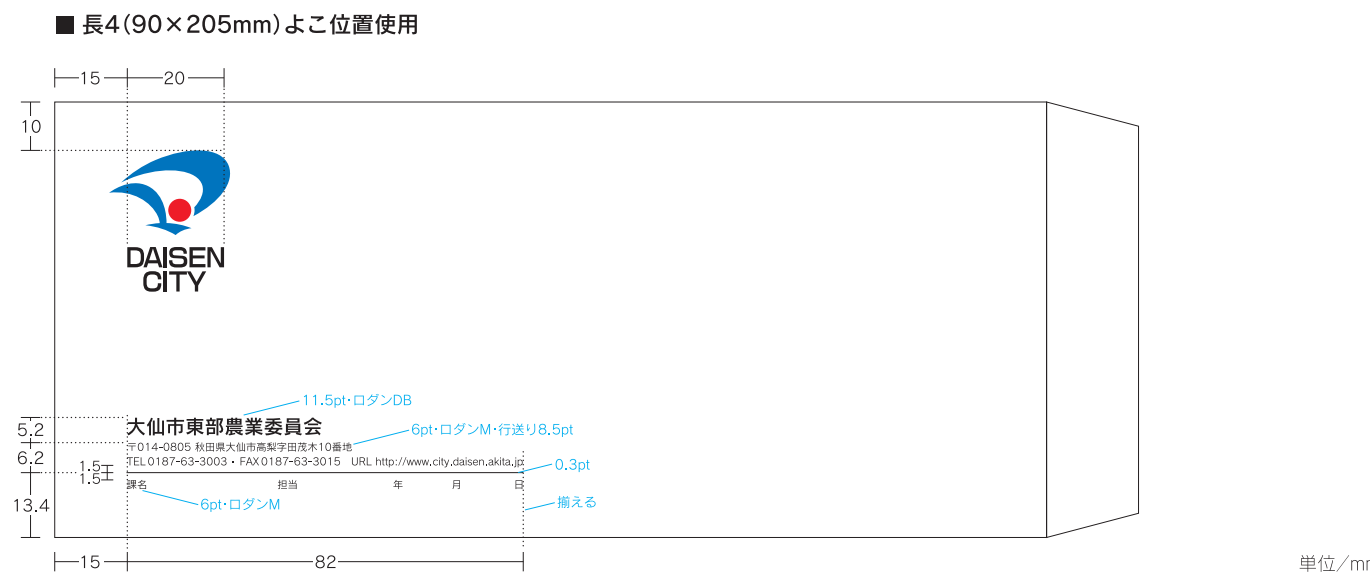 ■ 長4(90×205mm)よこ位置使用
15
20
10
DAISEN
CITY
11.5pt・ロダンDB
5.2
大仙市東部農業委員会
6pt・ロダンM・行送り8.5pt
〒014-0805 秋田県大仙市高梨字田茂木10番地
6.2
TEL0187-63-3003・FAX0187-63-3015 URL http://www.city.daisen.akita.jp
0.3pt
1.5
1.5
課名 担当 年 月 日
6pt・ロダンM
揃える
13.4
15
82
単位/mm